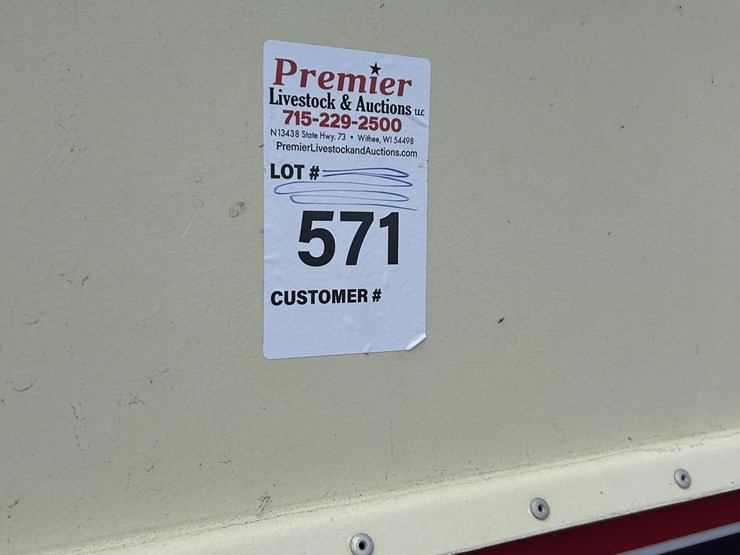 Premier
Livestock & Auctions LLC
715-229-2500
N13438 State Hwy. 73 • Withee, WI 54498
PremierLivestockandAuctions.com
LOT #
571
CUSTOMER #